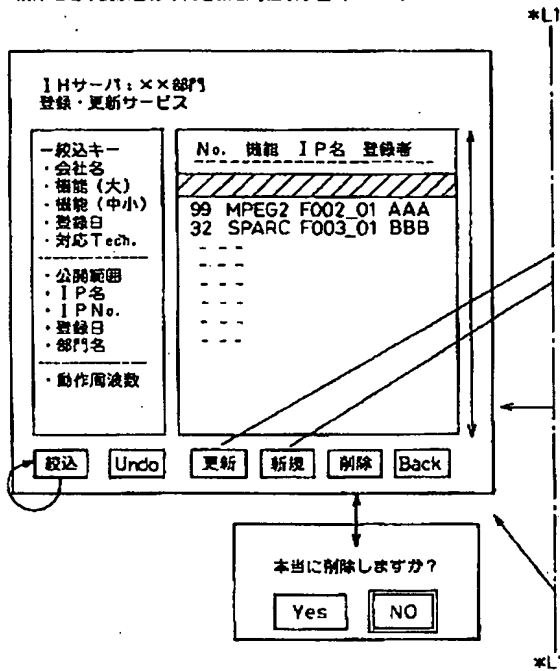 *L1
IHサーバ:××部門
登録・更新サービス
ー絞込キー
・会社名
・機能(大)
・機能(中小)
・登録日
・対応Tech.
・公開範囲
・IP名
・IPNo.
・登録日
・部門名
・動作周波数
No. 機能 IP名 登録者
99 MPEG2 F002_01 AAA
32 SPARC F003_01 BBB
絞込 Undo 更新 新規 削除 Back
本当に削除しますか?
Yes NO
*L